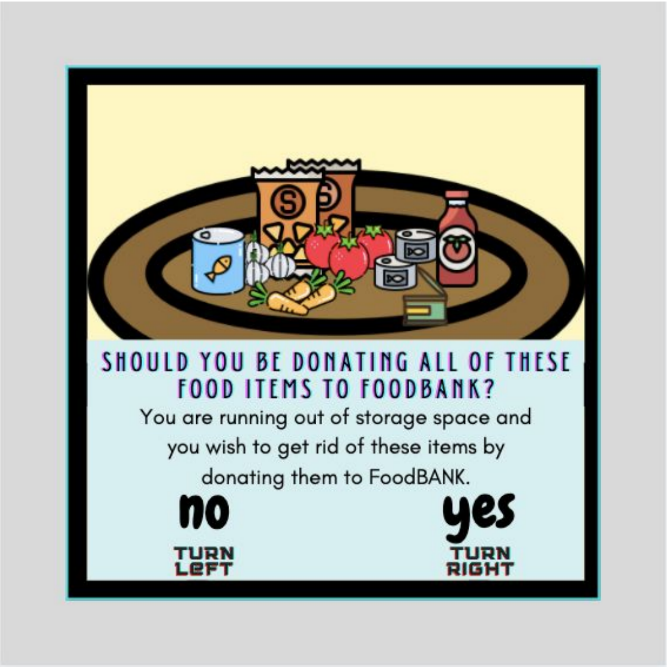 S S
SHOULD YOU BE DONATING ALL OF THESE
FOOD ITEMS TO FOODBANK?
You are running out of storage space and
you wish to get rid of these items by
donating them to FoodBANK.
no yes
TURN TURN
LEFT RIGHT